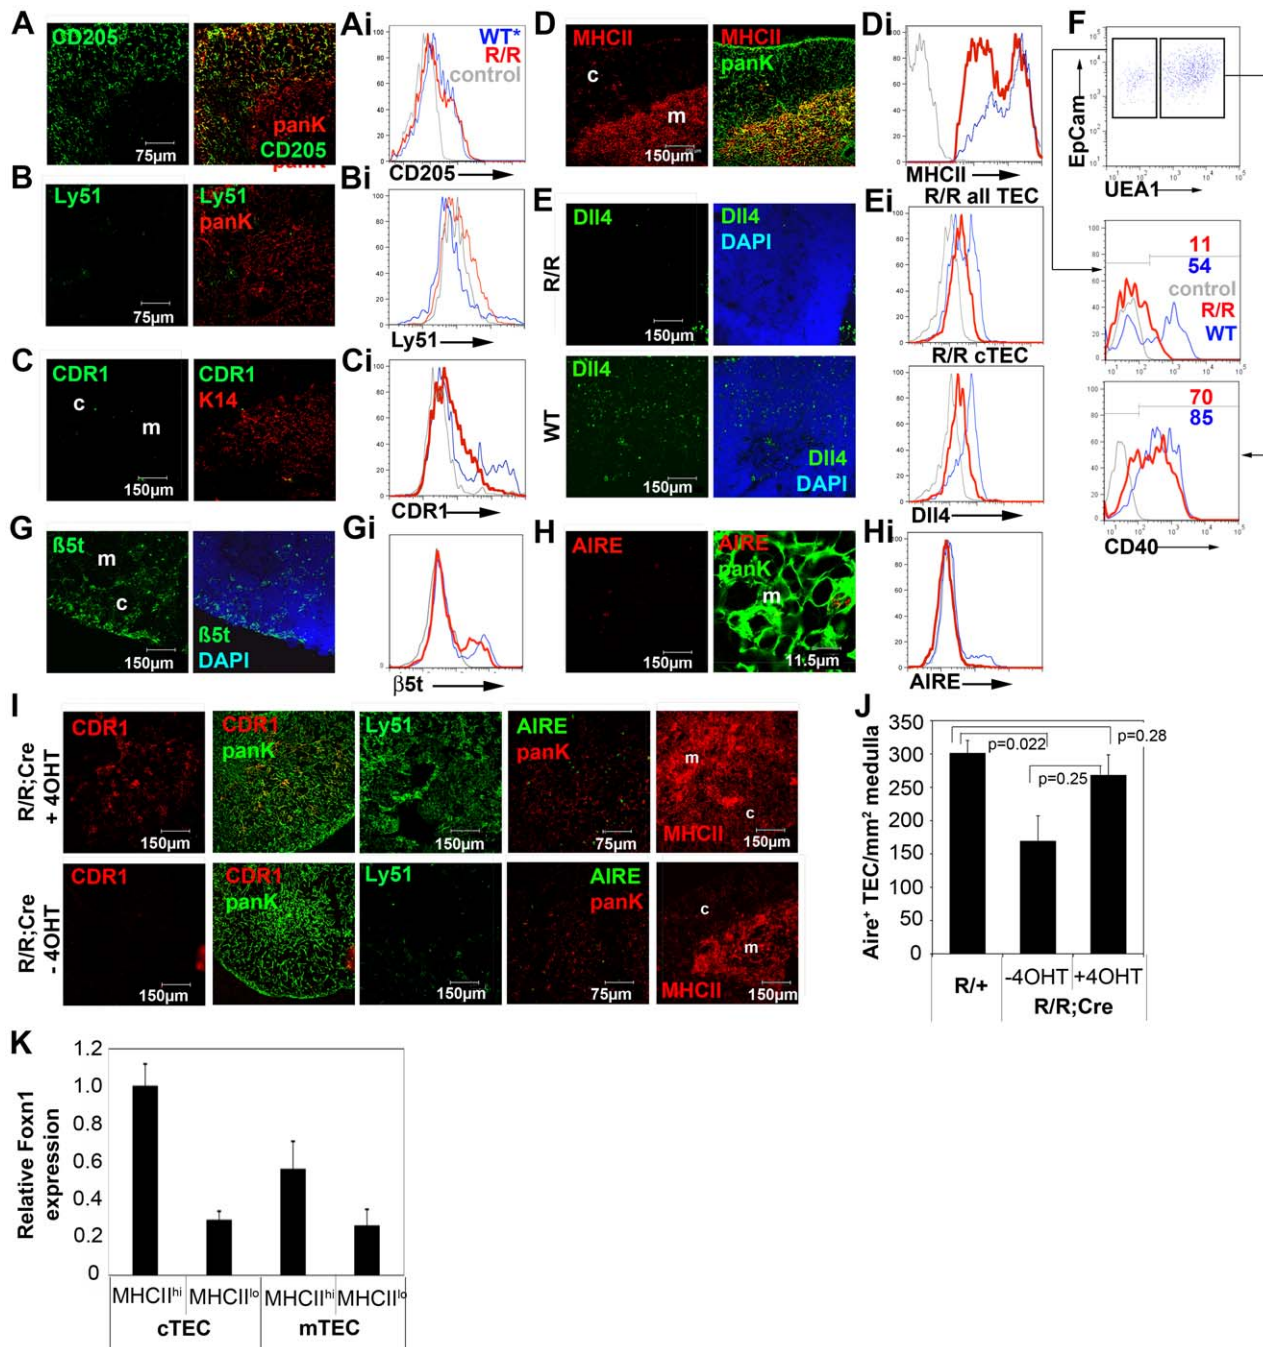 A
CD205
panK
CD205
panK
75µm
Ai
WT*
R/R
control
CD205
D
MHCII
c
m
150µm
MHCII
panK
Di
MHCII
F
EpCam
UEA1
B
Ly51
75µm
Ly51
panK
Bi
Ly51
E
R/R
Dll4
150µm
Dll4
DAPI
Ei
R/R all TEC
11
54
control
R/R
WT
C
CDR1
c
m
150µm
CDR1
K14
Ci
CDR1
WT
Dll4
150µm
Dll4
DAPI
R/R cTEC
Dll4
70
85
CD40
G
ß5t
m
c
150µm
ß5t
DAPI
Gi
β5t
H
AIRE
150µm
AIRE
panK
m
11.5µm
Hi
AIRE
I
R/R;Cre
+ 4OHT
CDR1
150µm
CDR1
panK
Ly51
150µm
AIRE
panK
75µm
m
c
MHCII
150µm
R/R;Cre
- 4OHT
CDR1
150µm
CDR1
panK
Ly51
150µm
AIRE
panK
75µm
c
m
MHCII
150µm
J
Aire⁺ TEC/mm² medulla
350
300
250
200
150
100
50
0
p=0.022
p=0.28
p=0.25
R/+
-4OHT
+4OHT
R/R;Cre
K
Relative Foxn1
expression
1.2
1.0
0.8
0.6
0.4
0.2
0
MHCIIʰⁱ MHCIIˡᵒ MHCIIʰⁱ MHCIIˡᵒ
cTEC mTEC